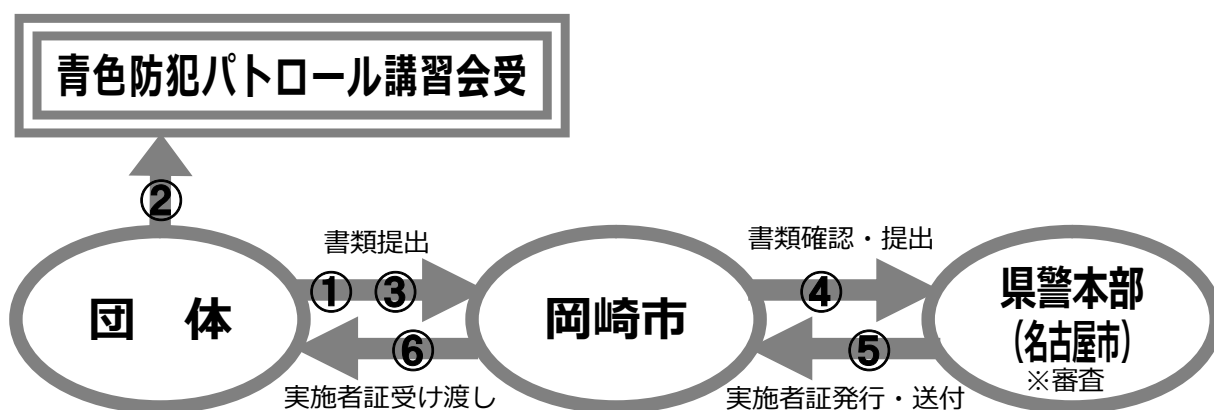 青色防犯パトロール講習会受
②
書類提出
書類確認・提出
① ③
④
団 体
岡崎市
県警本部
(名古屋市)
※審査
⑥
⑤
実施者証受け渡し
実施者証発行・送付